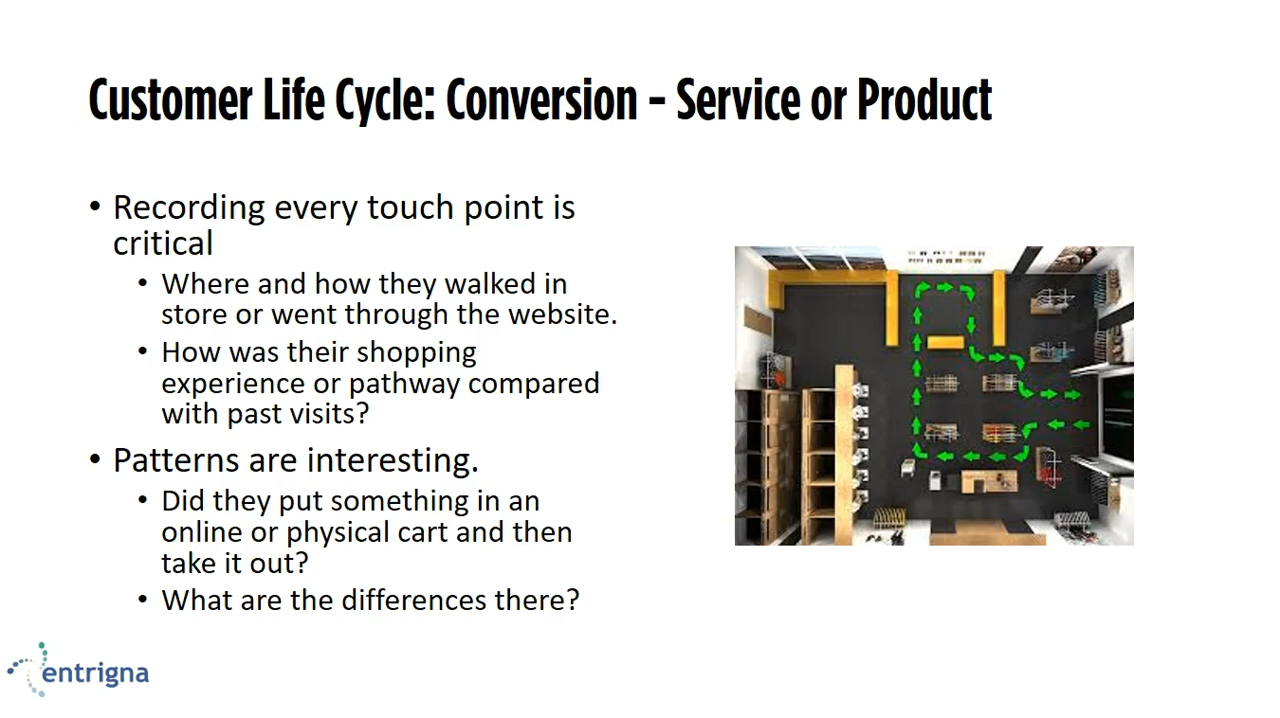 Customer Life Cycle: Conversion - Service or Product
• Recording every touch point is
critical
• Where and how they walked in
store or went through the website.
• How was their shopping
experience or pathway compared
with past visits?
• Patterns are interesting.
• Did they put something in an
online or physical cart and then
take it out?
• What are the differences there?
entrigna